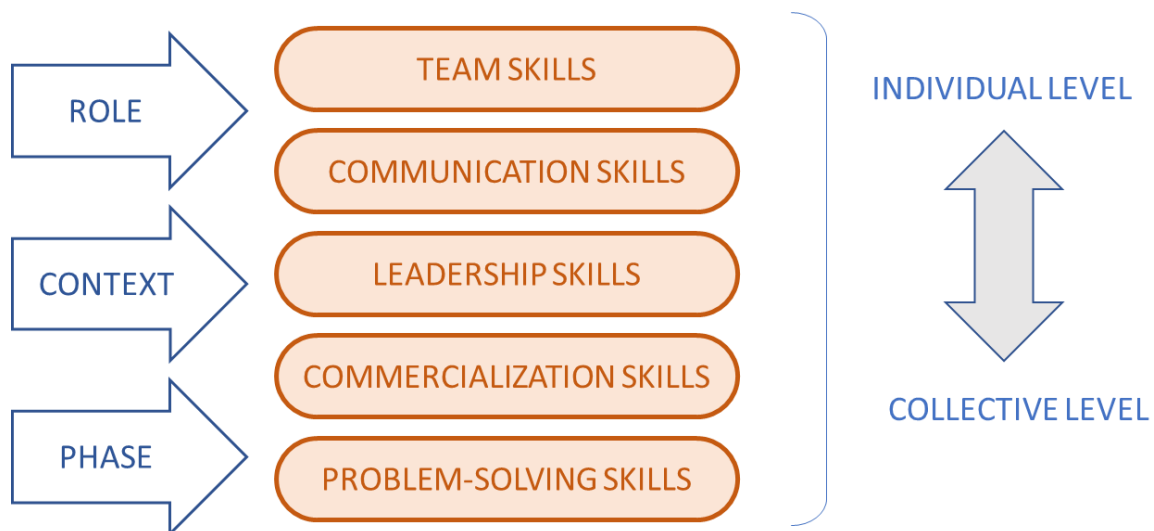 ROLE
CONTEXT
PHASE
TEAM SKILLS
COMMUNICATION SKILLS
LEADERSHIP SKILLS
COMMERCIALIZATION SKILLS
PROBLEM-SOLVING SKILLS
INDIVIDUAL LEVEL
COLLECTIVE LEVEL